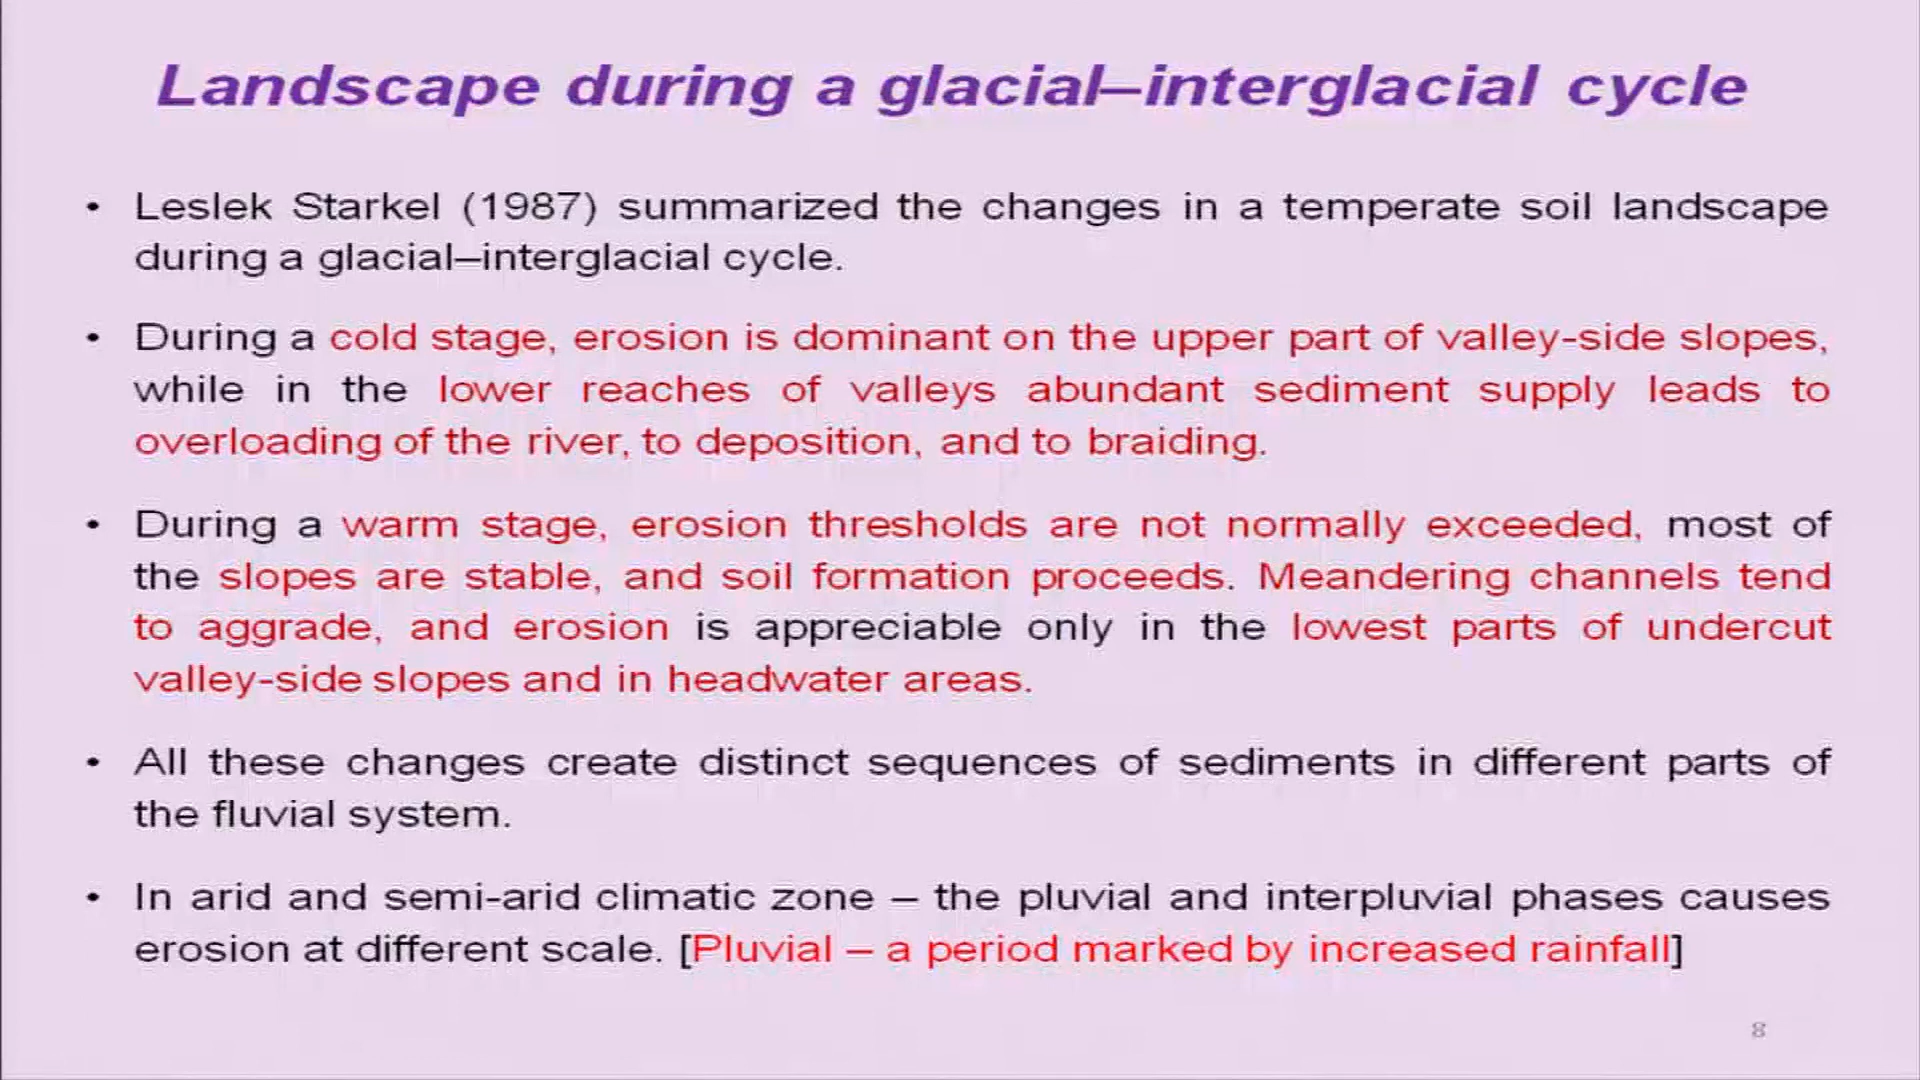 Landscape during a glacial–interglacial cycle
• Leslek Starkel (1987) summarized the changes in a temperate soil landscape
during a glacial–interglacial cycle.
• During a cold stage, erosion is dominant on the upper part of valley-side slopes,
while in the lower reaches of valleys abundant sediment supply leads to
overloading of the river, to deposition, and to braiding.
• During a warm stage, erosion thresholds are not normally exceeded, most of
the slopes are stable, and soil formation proceeds. Meandering channels tend
to aggrade, and erosion is appreciable only in the lowest parts of undercut
valley-side slopes and in headwater areas.
• All these changes create distinct sequences of sediments in different parts of
the fluvial system.
• In arid and semi-arid climatic zone – the pluvial and interpluvial phases causes
erosion at different scale. [Pluvial – a period marked by increased rainfall]
8